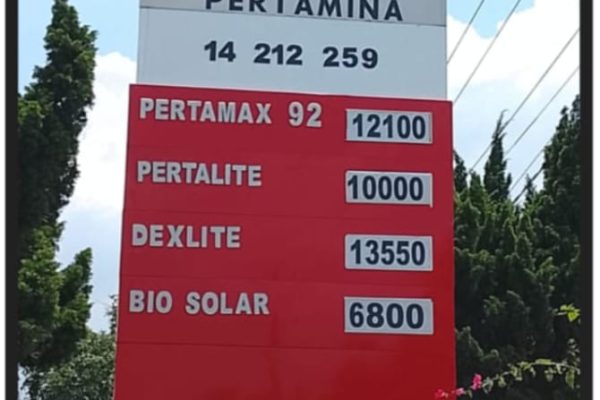 PERTAMINA
14 212 259
PERTAMAX 92 12100
PERTALITE 10000
DEXLITE 13550
BIO SOLAR 6800